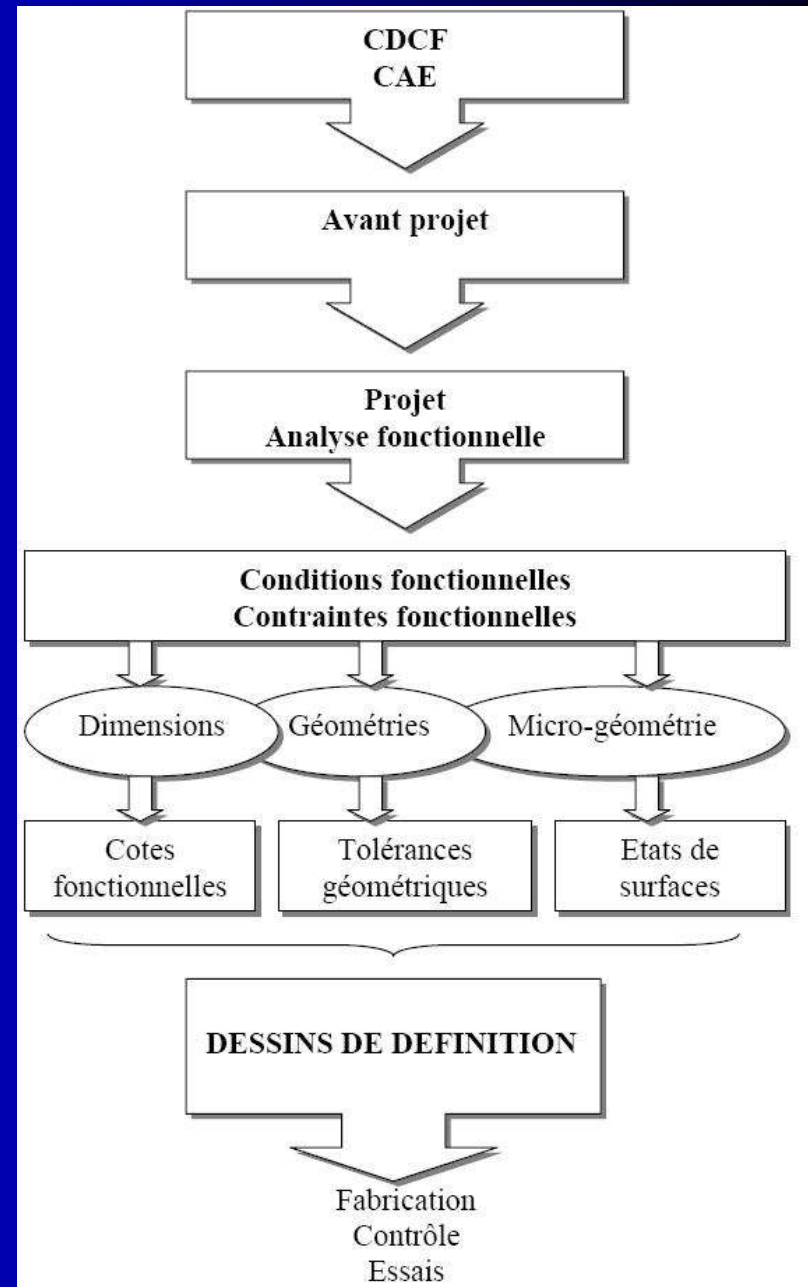 CDCF
CAE
Avant projet
Projet
Analyse fonctionnelle
Conditions fonctionnelles
Contraintes fonctionnelles
Dimensions
Géométries
Micro-géométrie
Cotes
fonctionnelles
Tolérances
géométriques
Etats de
surfaces
DESSINS DE DEFINITION
Fabrication
Contrôle
Essais